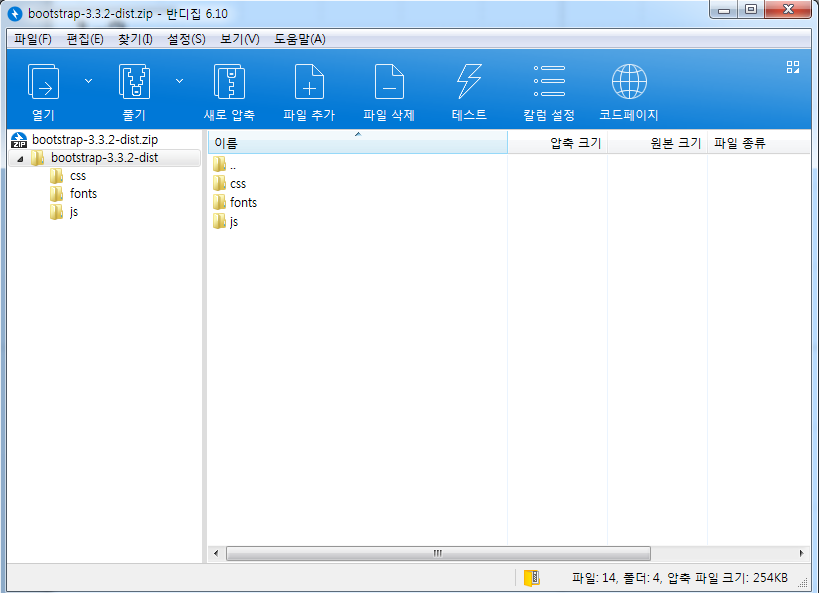 bootstrap-3.3.2-dist.zip - 반디집 6.10
파일(F) 편집(E) 찾기(I) 설정(S) 보기(V) 도움말(A)
열기 풀기 새로 압축 파일 추가 파일 삭제 테스트 칼럼 설정 코드페이지
ZIP bootstrap-3.3.2-dist.zip
bootstrap-3.3.2-dist
css
fonts
js
이름 압축 크기 원본 크기 파일 종류
..
css
fonts
js
파일: 14, 폴더: 4, 압축 파일 크기: 254KB